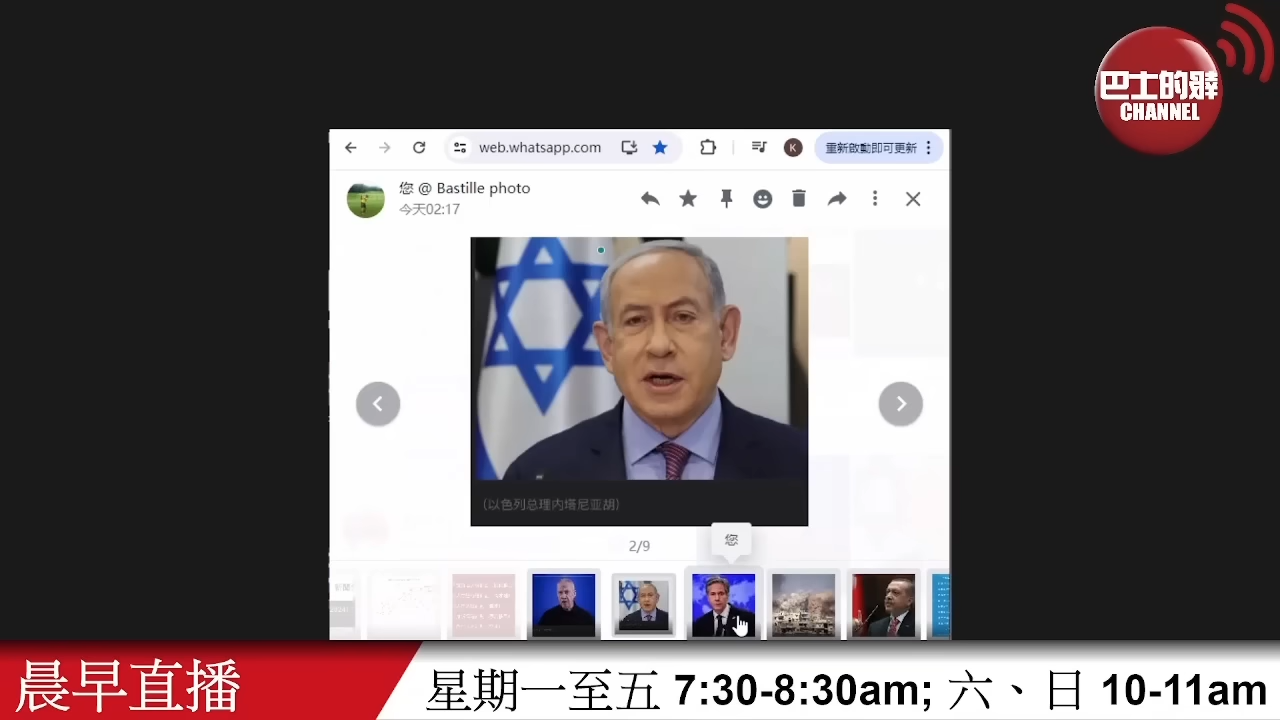 巴士的報
CHANNEL
web.whatsapp.com
K
重新啟動即可更新
您 @ Bastille photo
今天02:17
(以色列总理内塔尼亚胡)
2/9
您
晨早直播
星期一至五 7:30-8:30am; 六、日 10-11am